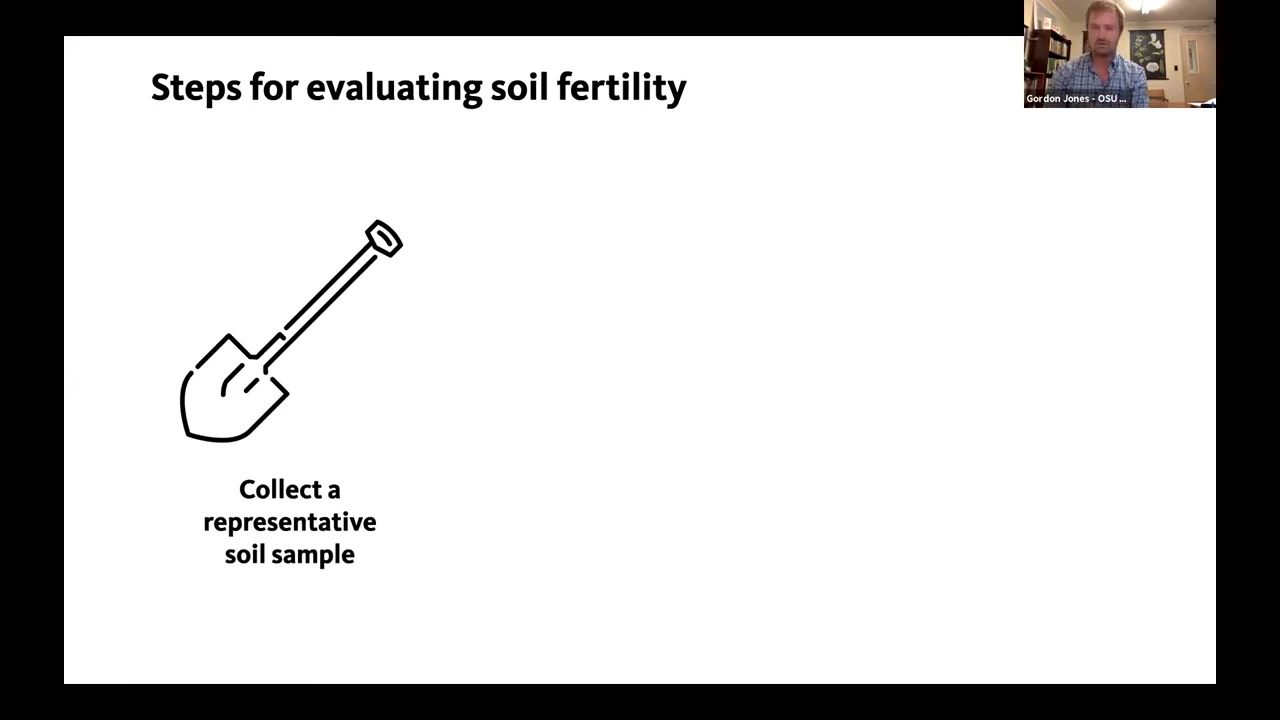 Steps for evaluating soil fertility
Gordon Jones - OSU ...
Collect a
representative
soil sample